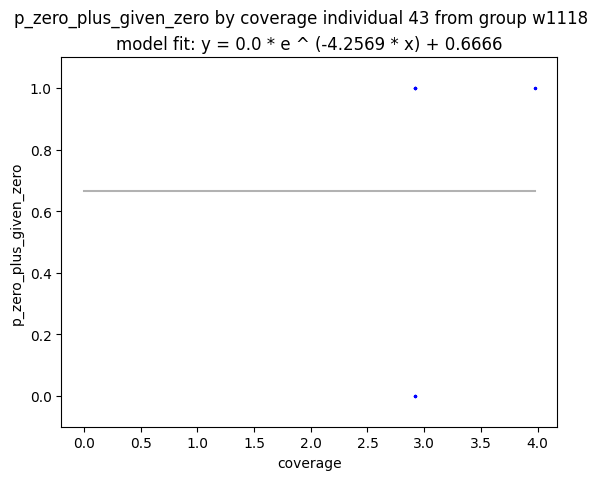 p_zero_plus_given_zero by coverage individual 43 from group w1118
model fit: y = 0.0 * e ^ (-4.2569 * x) + 0.6666
1.0
0.8
0.6
0.4
0.2
0.0
p_zero_plus_given_zero
0.0 0.5 1.0 1.5 2.0 2.5 3.0 3.5 4.0
coverage